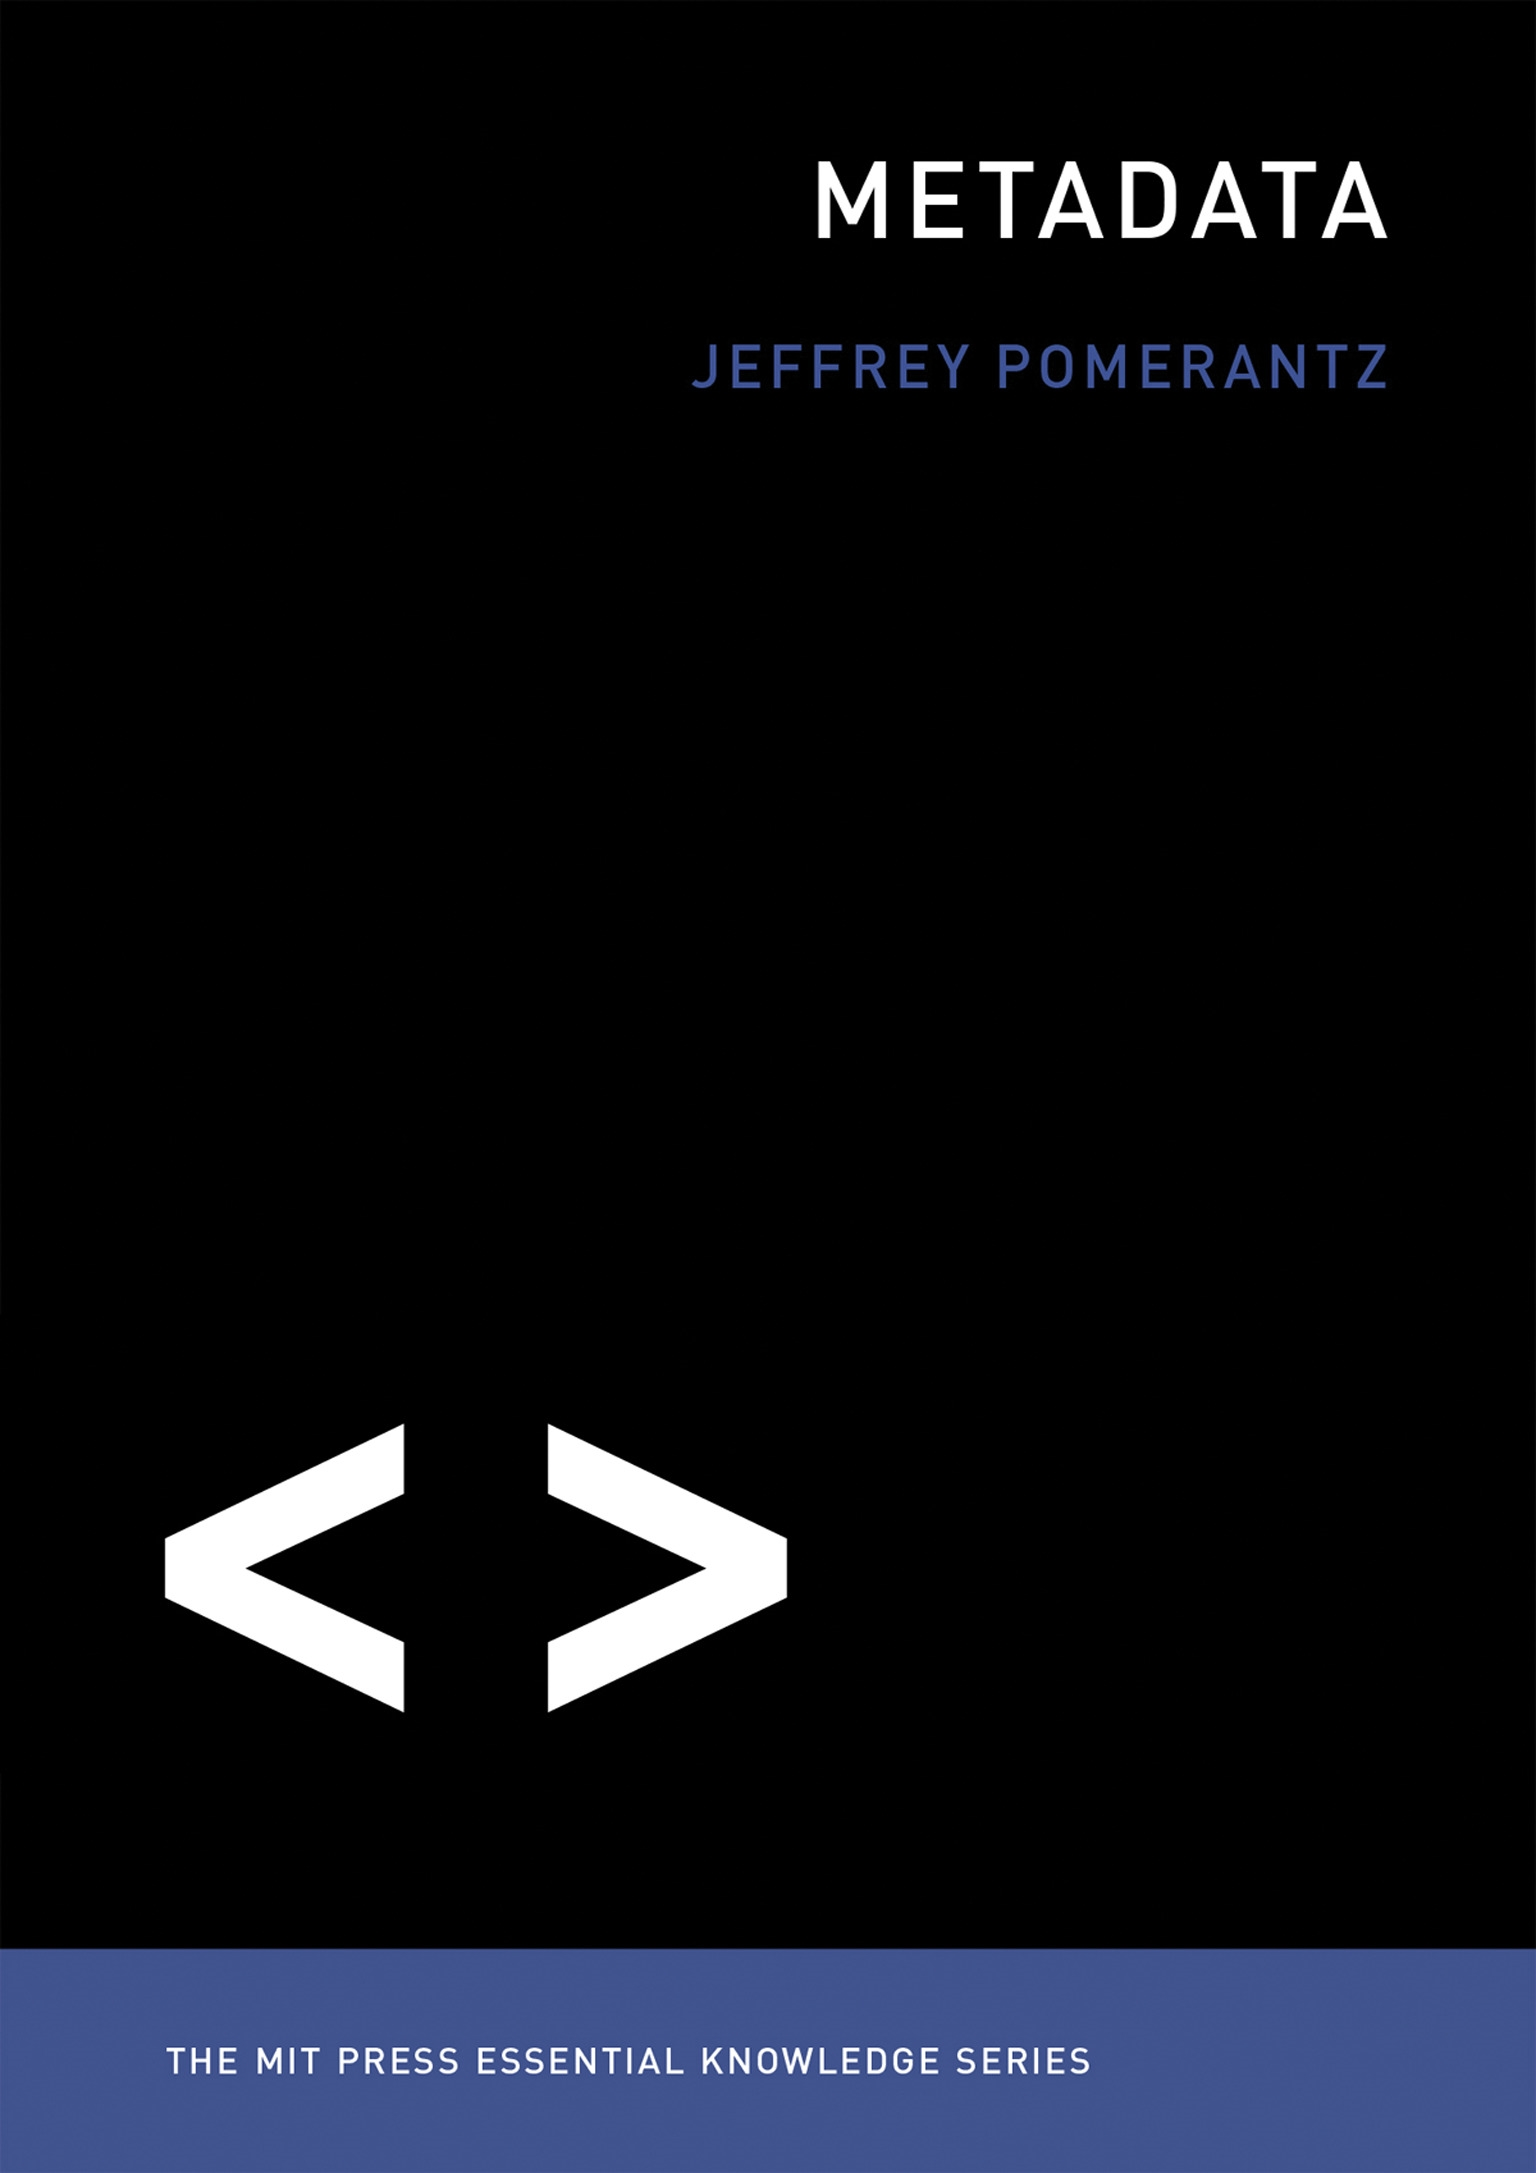 METADATA
JEFFREY POMERANTZ
< >
THE MIT PRESS ESSENTIAL KNOWLEDGE SERIES